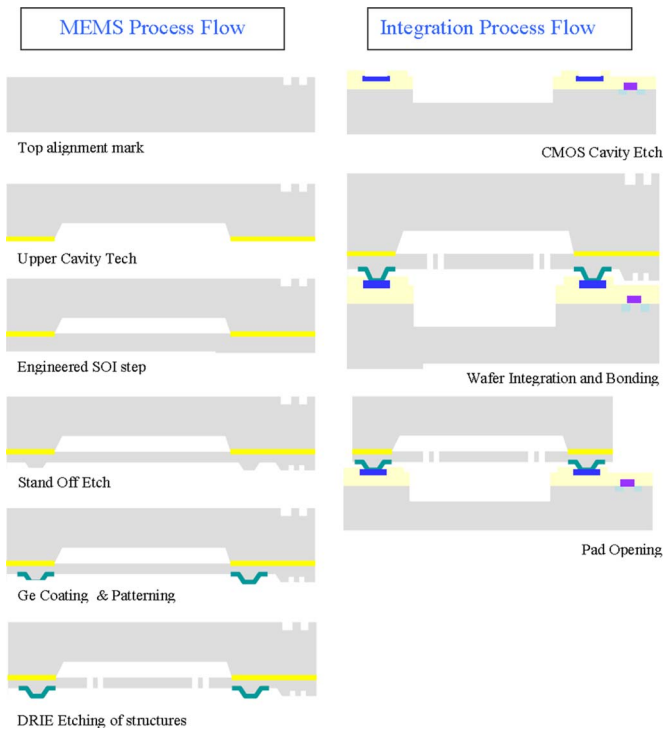 MEMS Process Flow
Top alignment mark
Upper Cavity Tech
Engineered SOI step
Stand Off Etch
Ge Coating & Patterning
DRIE Etching of structures
Integration Process Flow
CMOS Cavity Etch
Wafer Integration and Bonding
Pad Opening